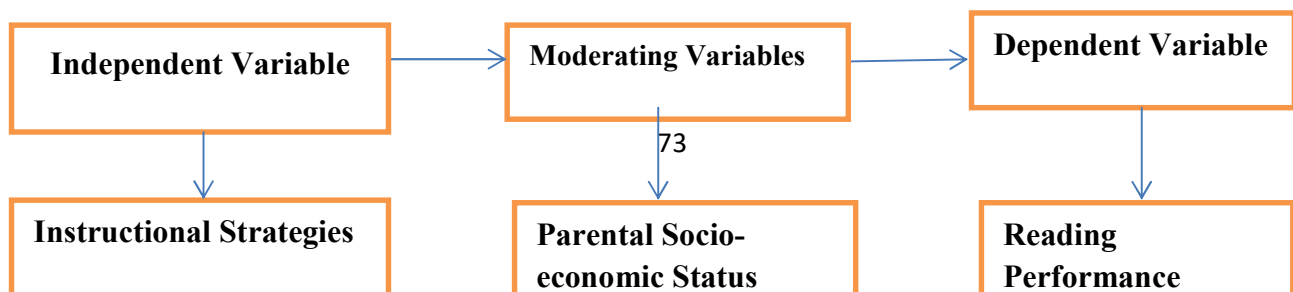 Independent Variable
Moderating Variables
Dependent Variable
73
Instructional Strategies
Parental Socio-
economic Status
Reading
Performance